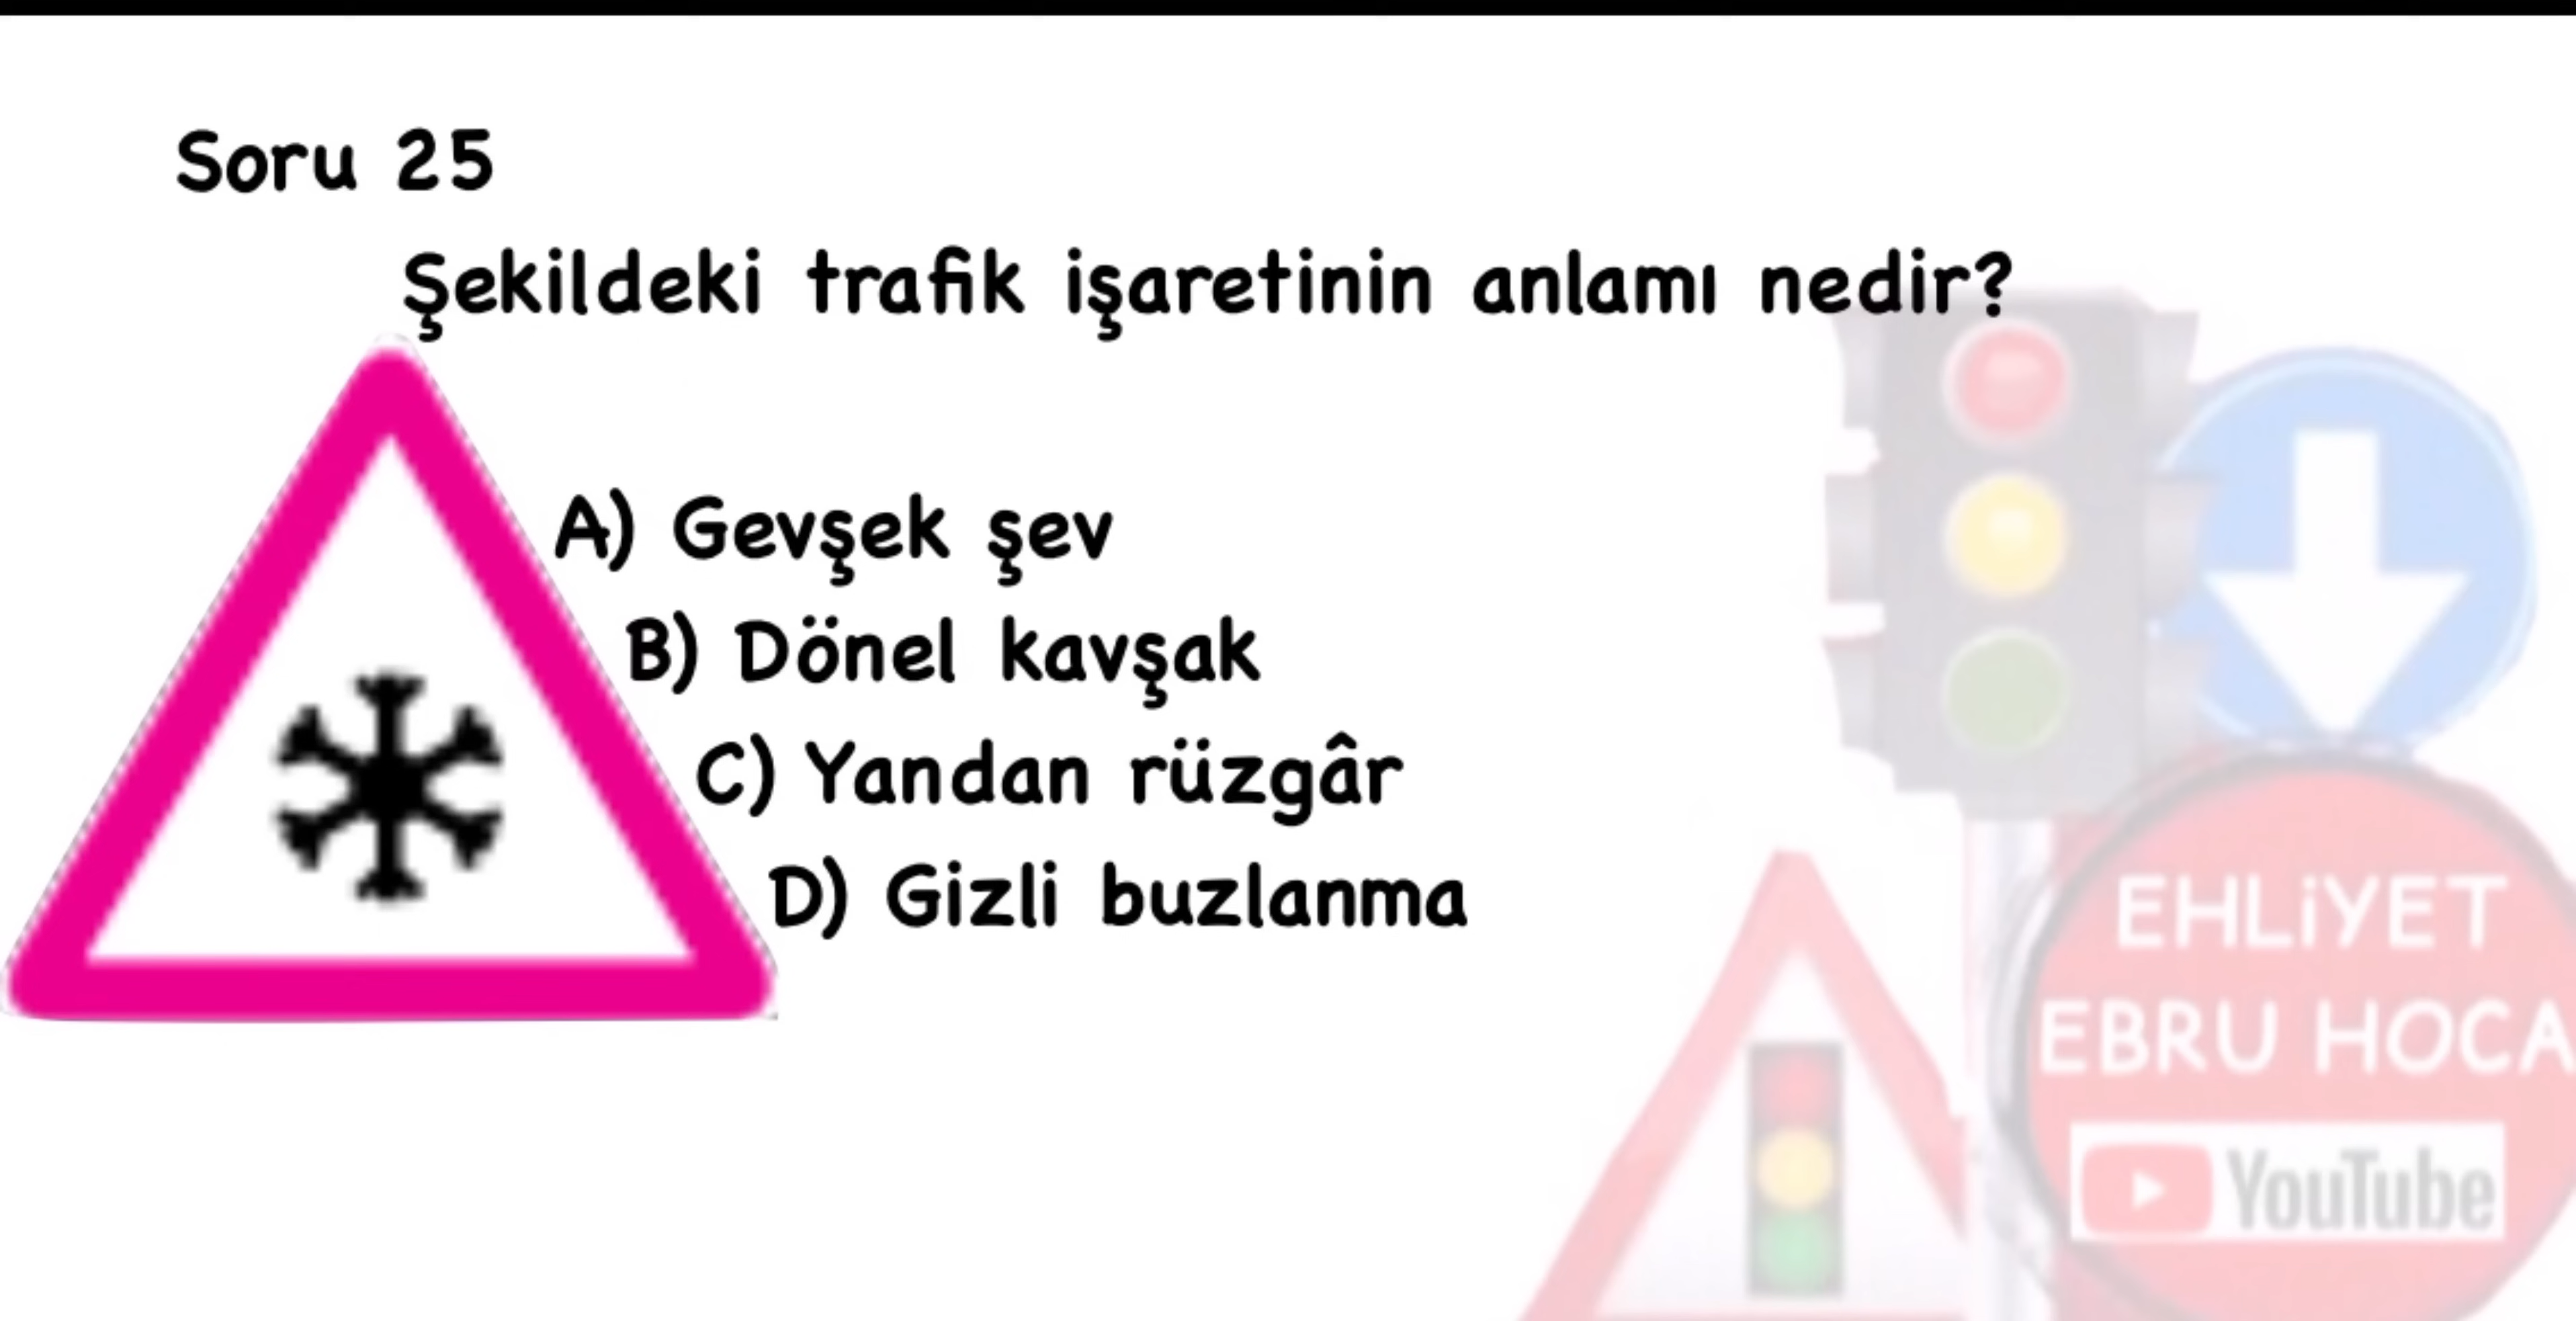 Soru 25
Şekildeki trafik işaretinin anlamı nedir?
A) Gevşek şev
B) Dönel kavşak
C) Yandan rüzgâr
D) Gizli buzlanma
EHLİYET
EBRU HOCA
YouTube